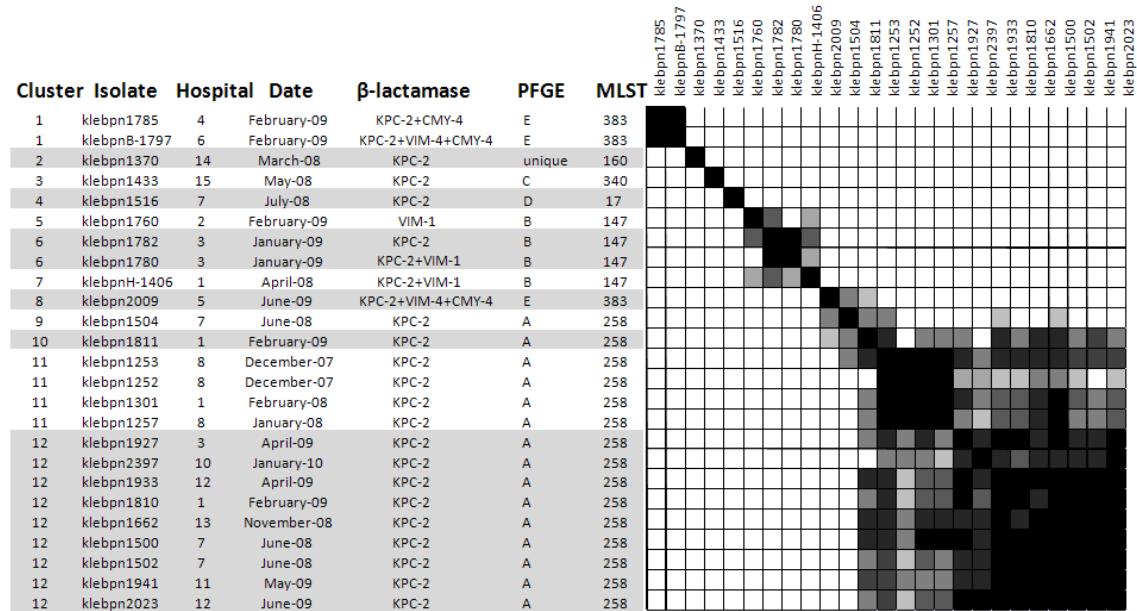 klebpn1785
klebpnB-1797
klebpn1370
klebpn1433
klebpn1516
klebpn1760
klebpn1782
klebpn1780
klebpnH-1406
klebpn2009
klebpn1504
klebpn1811
klebpn1253
klebpn1252
klebpn1301
klebpn1257
klebpn1927
klebpn2397
klebpn1933
klebpn1810
klebpn1662
klebpn1500
klebpn1502
klebpn1941
klebpn2023
Cluster Isolate Hospital Date β-lactamase PFGE MLST
1 klebpn1785 4 February-09 KPC-2+CMY-4 E 383
1 klebpnB-1797 6 February-09 KPC-2+VIM-4+CMY-4 E 383
2 klebpn1370 14 March-08 KPC-2 unique 160
3 klebpn1433 15 May-08 KPC-2 C 340
4 klebpn1516 7 July-08 KPC-2 D 17
5 klebpn1760 2 February-09 VIM-1 B 147
6 klebpn1782 3 January-09 KPC-2 B 147
6 klebpn1780 3 January-09 KPC-2+VIM-1 B 147
7 klebpnH-1406 1 April-08 KPC-2+VIM-1 B 147
8 klebpn2009 5 June-09 KPC-2+VIM-4+CMY-4 E 383
9 klebpn1504 7 June-08 KPC-2 A 258
10 klebpn1811 1 February-09 KPC-2 A 258
11 klebpn1253 8 December-07 KPC-2 A 258
11 klebpn1252 8 December-07 KPC-2 A 258
11 klebpn1301 1 February-08 KPC-2 A 258
11 klebpn1257 8 January-08 KPC-2 A 258
12 klebpn1927 3 April-09 KPC-2 A 258
12 klebpn2397 10 January-10 KPC-2 A 258
12 klebpn1933 12 April-09 KPC-2 A 258
12 klebpn1810 1 February-09 KPC-2 A 258
12 klebpn1662 13 November-08 KPC-2 A 258
12 klebpn1500 7 June-08 KPC-2 A 258
12 klebpn1502 7 June-08 KPC-2 A 258
12 klebpn1941 11 May-09 KPC-2 A 258
12 klebpn2023 12 June-09 KPC-2 A 258